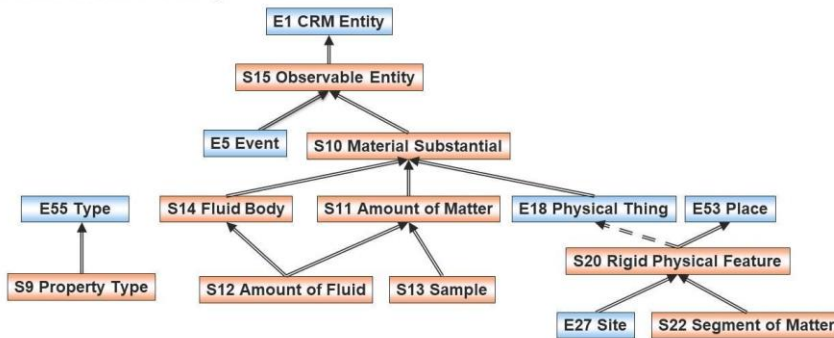 E1 CRM Entity
S15 Observable Entity
E5 Event
S10 Material Substantial
E55 Type
S14 Fluid Body
S11 Amount of Matter
E18 Physical Thing
E53 Place
S20 Rigid Physical Feature
S9 Property Type
S12 Amount of Fluid
S13 Sample
E27 Site
S22 Segment of Matter